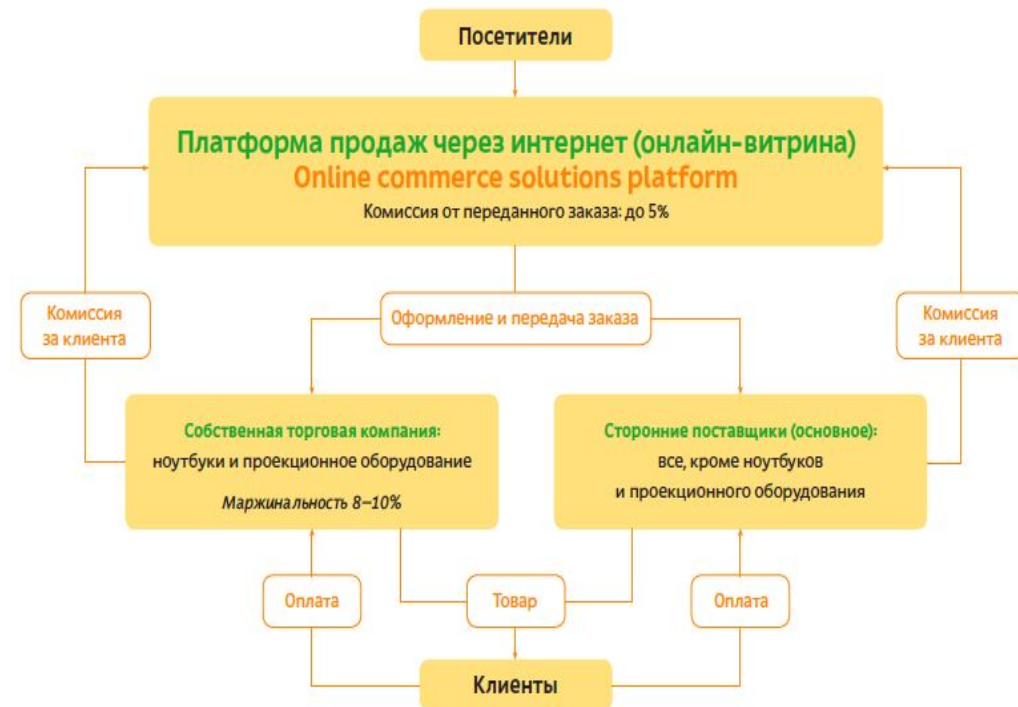 Посетители
Платформа продаж через интернет (онлайн-витрина)
Online commerce solutions platform
Комиссия от переданного заказа: до 5%
Комиссия
за клиента
Оформление и передача заказа
Комиссия
за клиента
Собственная торговая компания:
ноутбуки и проекционное оборудование
Маржинальность 8–10%
Сторонние поставщики (основное):
все, кроме ноутбуков
и проекционного оборудования
Оплата
Товар
Оплата
Клиенты